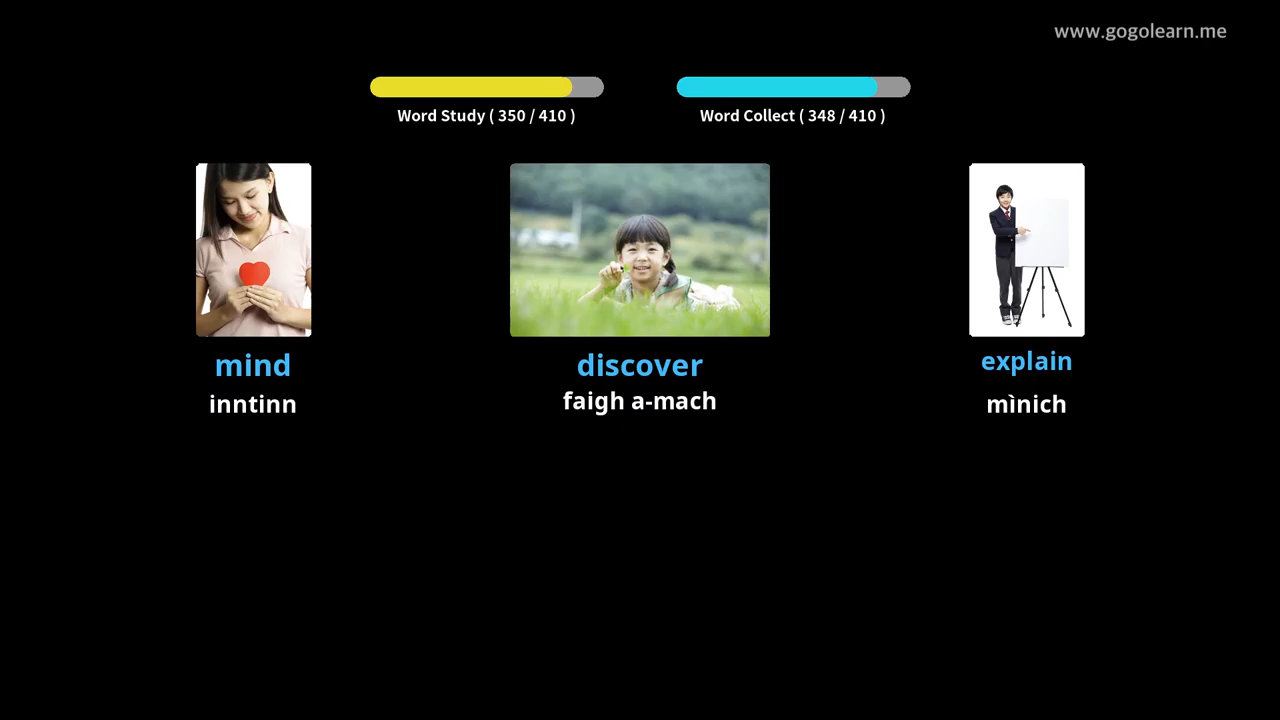 www.gogolearn.me
Word Study ( 350 / 410 )
Word Collect ( 348 / 410 )
mind
inntinn
discover
faigh a-mach
explain
mìnich